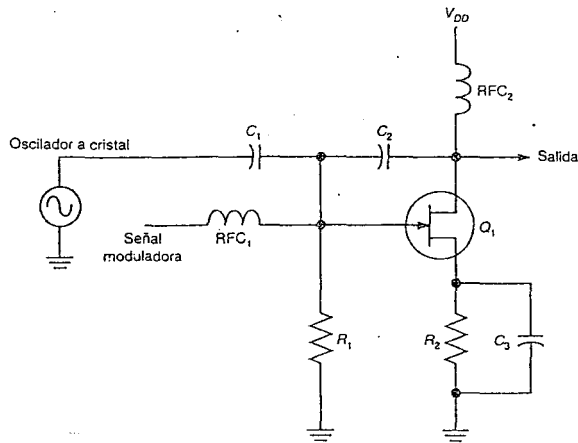 V_DD
RFC₂
C₁
C₂
Oscilador a cristal
Salida
Señal
moduladora
RFC₁
Q₁
R₁
R₂
C₃